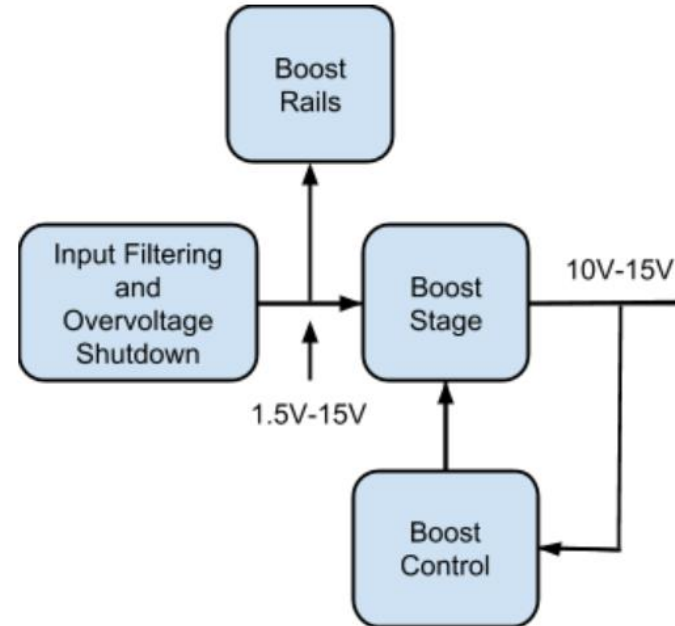 Boost
Rails
Input Filtering
and
Overvoltage
Shutdown
Boost
Stage
10V-15V
1.5V-15V
Boost
Control